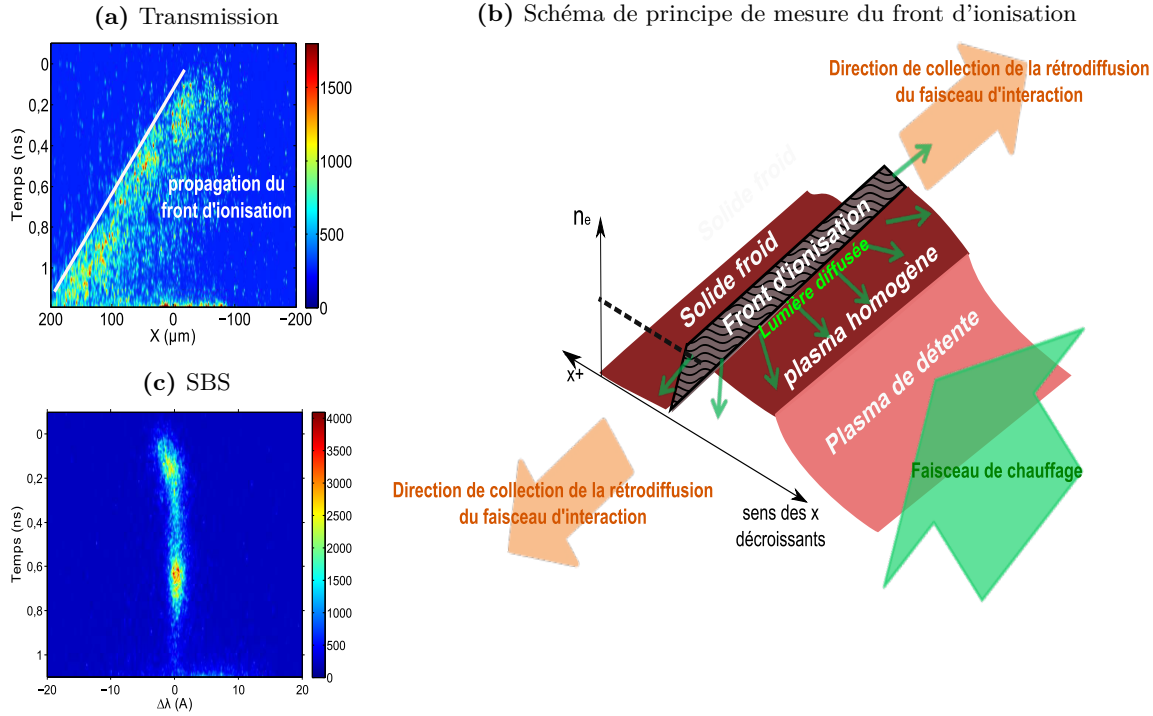 (a) Transmission
0
0,2
0,4
0,6
0,8
1
Temps (ns)
propagation du
front d'ionisation
200
100
0
−100
−200
X (µm)
1500
1000
500
0
(b) Schéma de principe de mesure du front d'ionisation
Direction de collection de la rétrodiffusion
du faisceau d'interaction
Solide froid
ne
Solide froid
Front d'ionisation
Lumière diffusée
plasma homogène
Plasma de détente
x+
Faisceau de chauffage
Direction de collection de la rétrodiffusion
du faisceau d'interaction
sens des x
décroissants
(c) SBS
0
0,2
0,4
0,6
0,8
1
Temps (ns)
−20
−10
0
10
20
Δλ (A)
4000
3500
3000
2500
2000
1500
1000
500
0